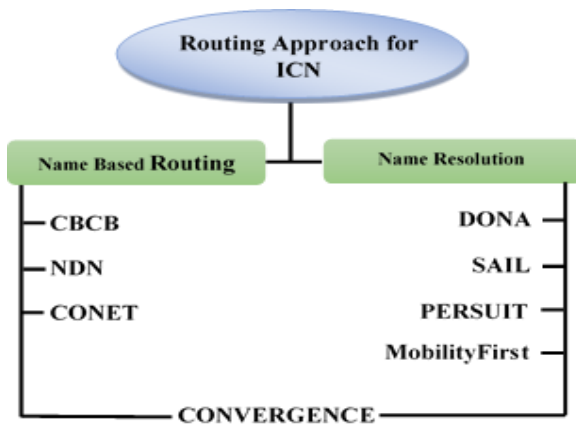 Routing Approach for
ICN
Name Based Routing
Name Resolution
CBCB
NDN
CONET
DONA
SAIL
PERSUIT
MobilityFirst
CONVERGENCE